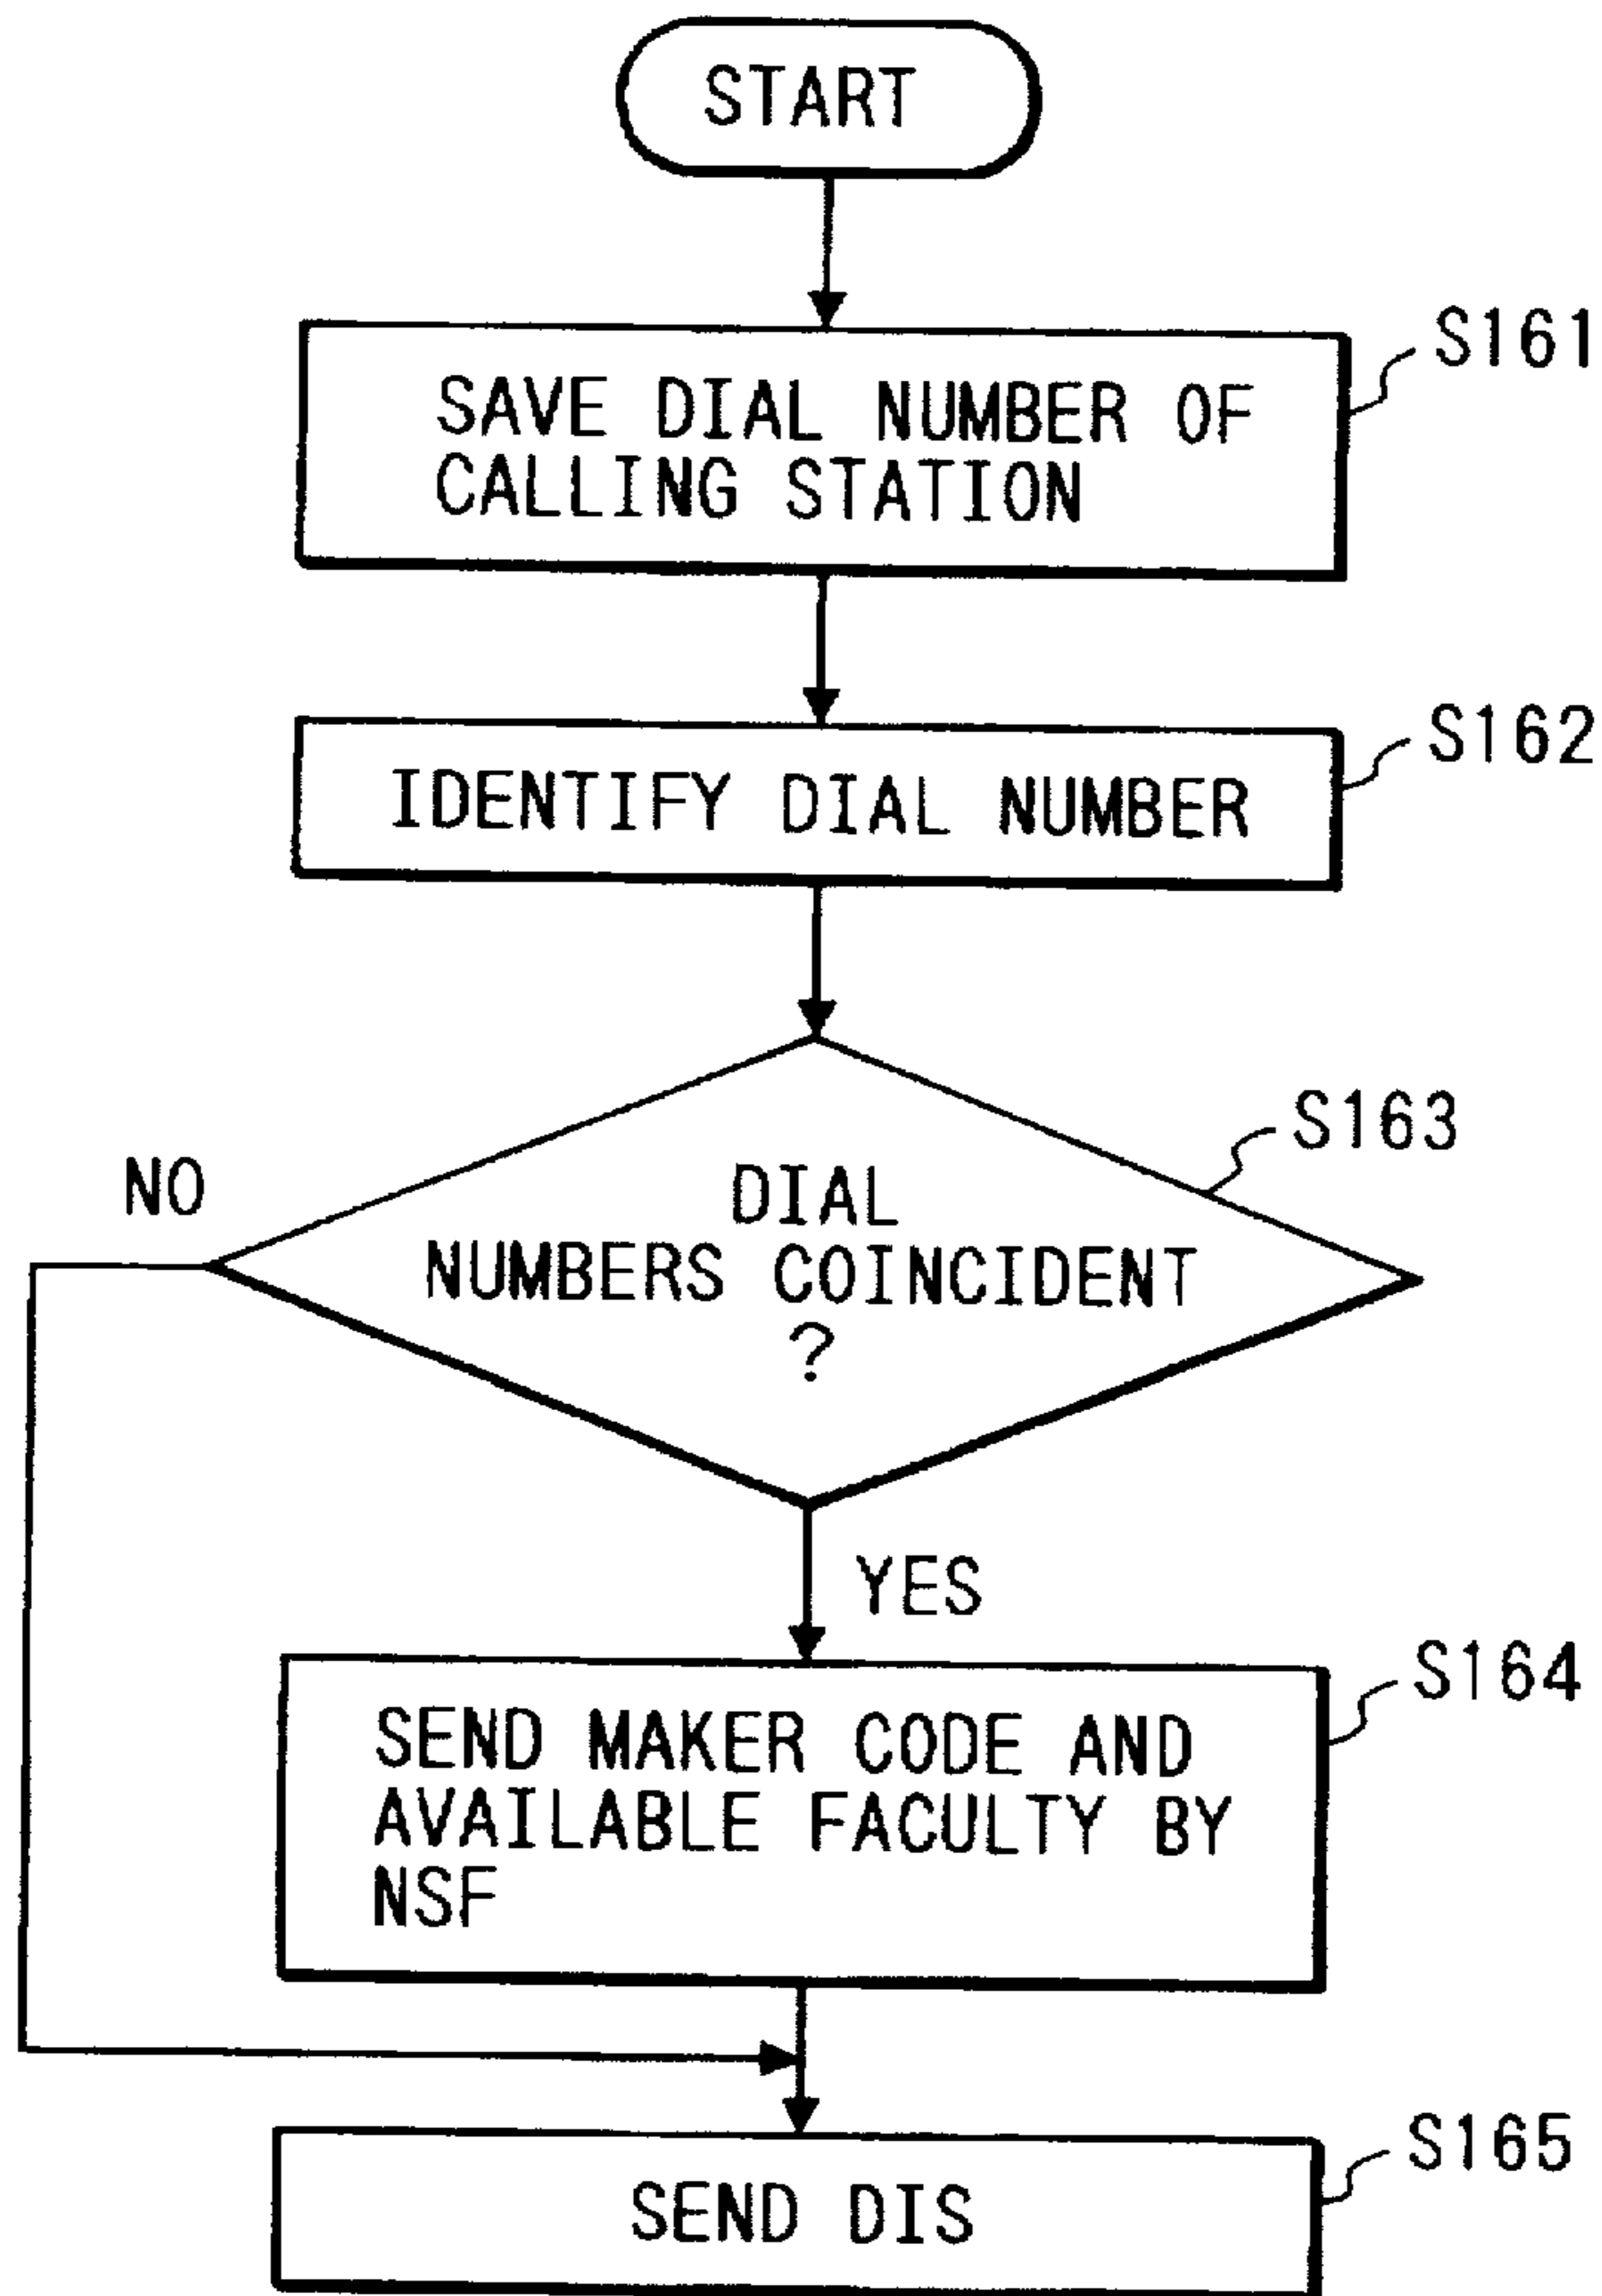 START
S161
SAVE DIAL NUMBER OF
CALLING STATION
S162
IDENTIFY DIAL NUMBER
S163
NO
DIAL
NUMBERS COINCIDENT
?
YES
S164
SEND MAKER CODE AND
AVAILABLE FACULTY BY
NSF
S165
SEND DIS